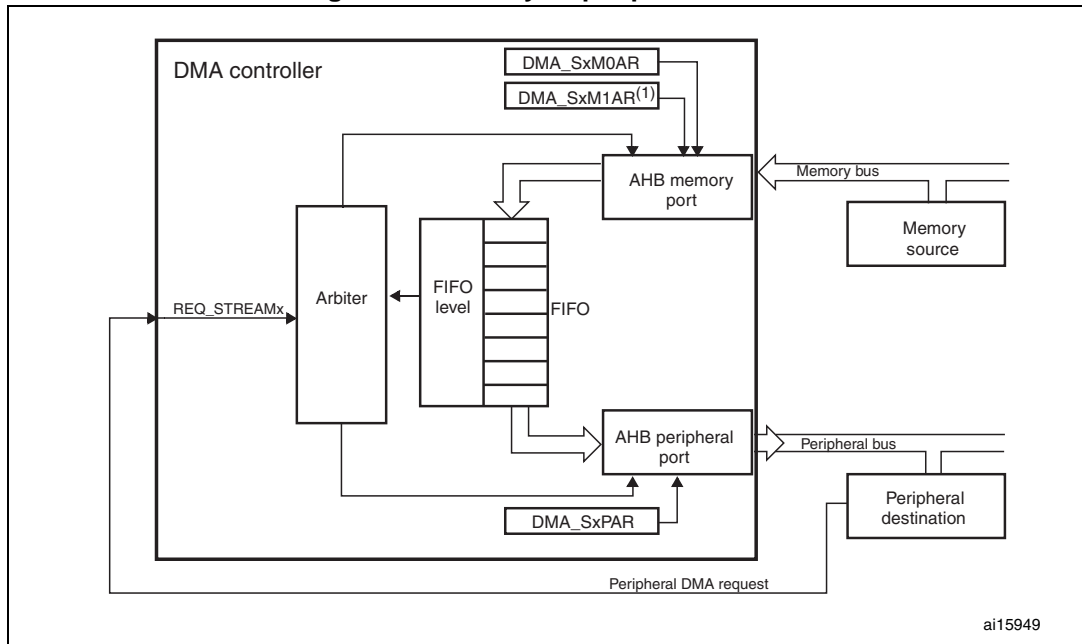 DMA controller
DMA_SxM0AR
DMA_SxM1AR(1)
AHB memory
port
Memory bus
Memory
source
Arbiter
FIFO
level
FIFO
REQ_STREAMx
AHB peripheral
port
Peripheral bus
Peripheral
destination
DMA_SxPAR
Peripheral DMA request
ai15949